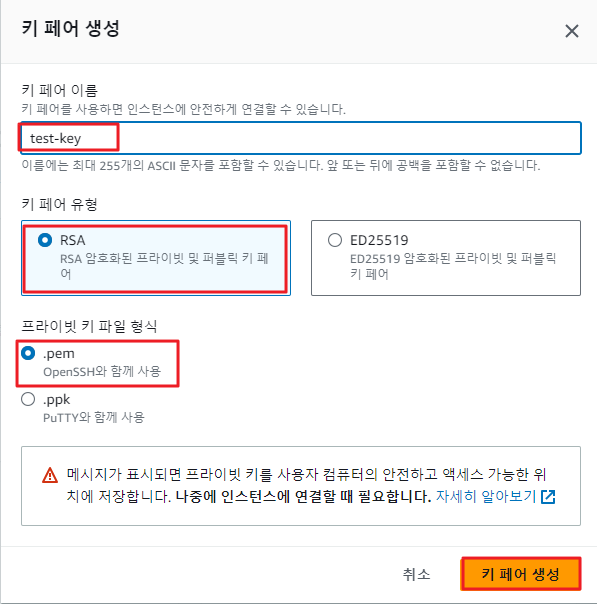 키 페어 생성
키 페어 이름
키 페어를 사용하면 인스턴스에 안전하게 연결할 수 있습니다.
test-key
이름에는 최대 255개의 ASCII 문자를 포함할 수 있습니다. 앞 또는 뒤에 공백을 포함할 수 없습니다.
키 페어 유형
RSA
RSA 암호화된 프라이빗 및 퍼블릭 키 페
어
ED25519
ED25519 암호화된 프라이빗 및 퍼블릭
키 페어
프라이빗 키 파일 형식
.pem
OpenSSH와 함께 사용
.ppk
PuTTY와 함께 사용
메시지가 표시되면 프라이빗 키를 사용자 컴퓨터의 안전하고 액세스 가능한 위
치에 저장합니다. 나중에 인스턴스에 연결할 때 필요합니다. 자세히 알아보기
취소
키 페어 생성